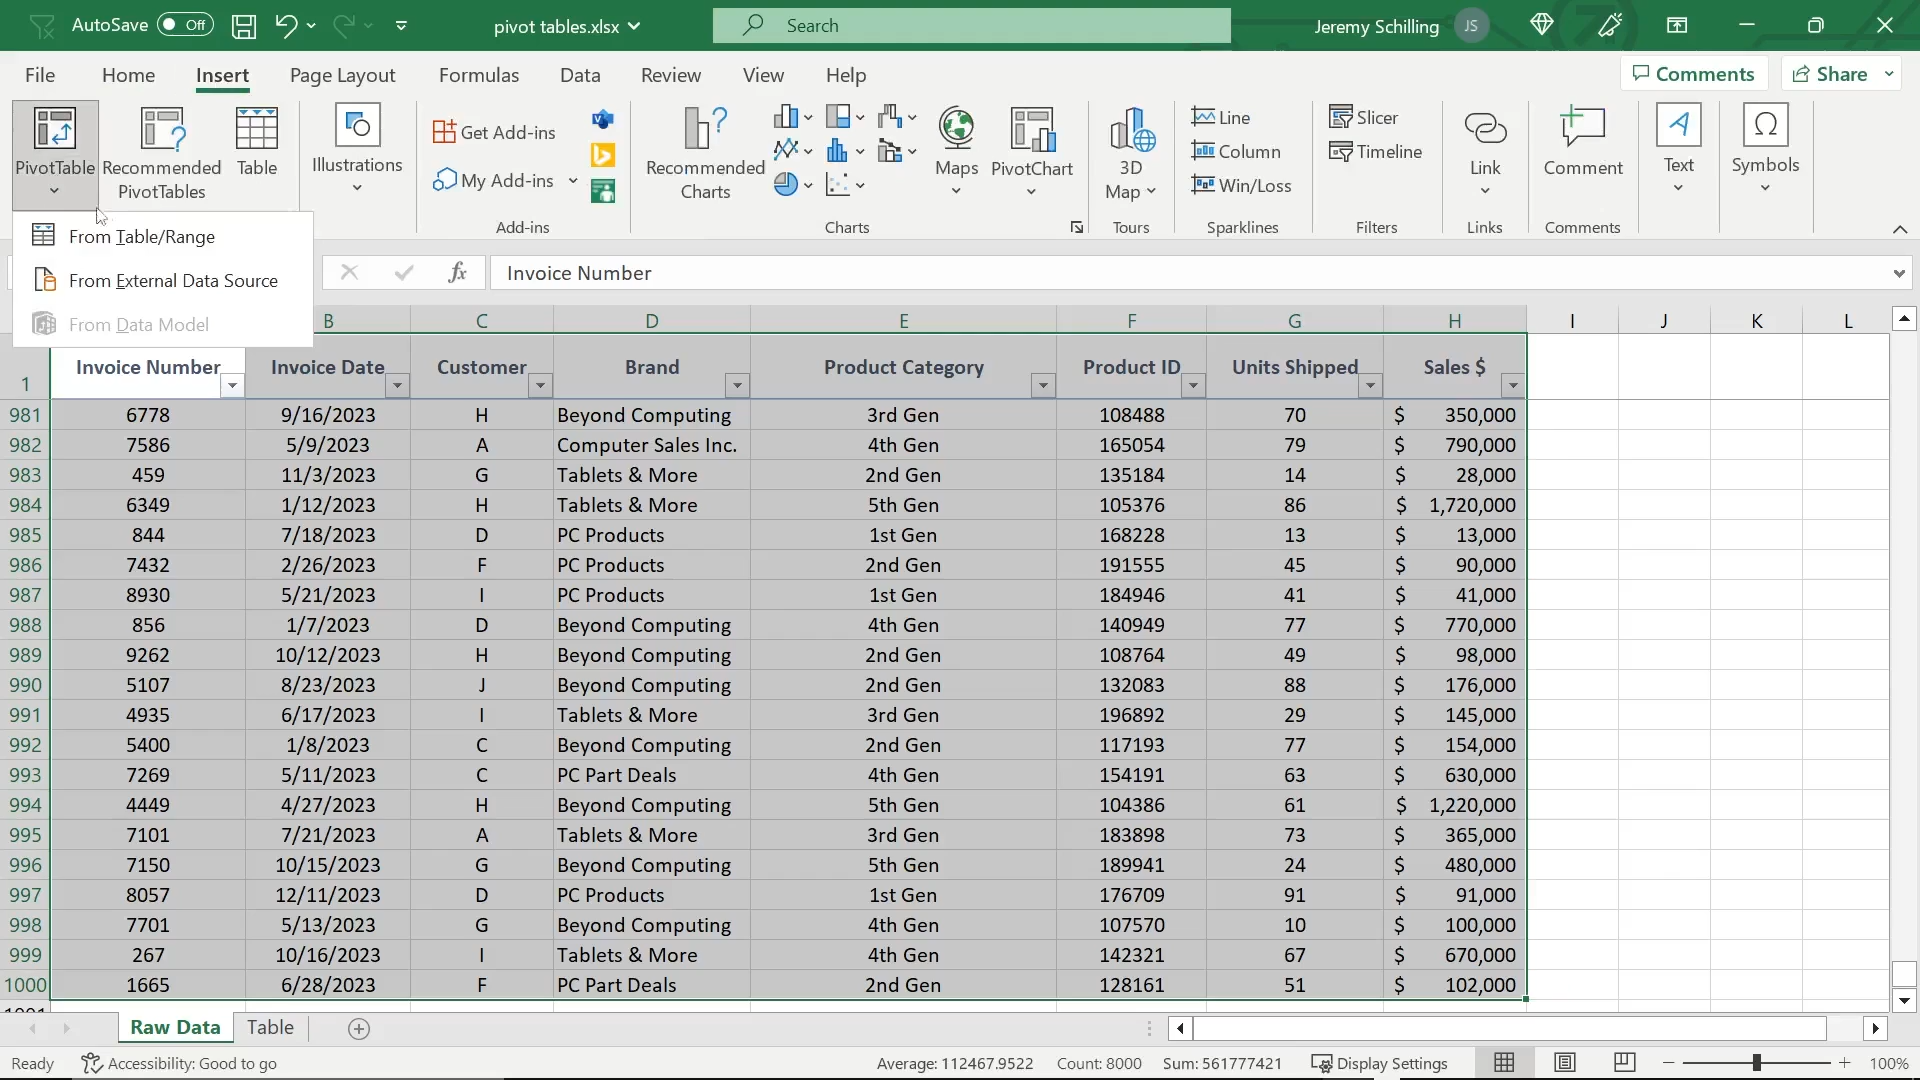 AutoSave Off pivot tables.xlsx Search Jeremy Schilling JS
File Home Insert Page Layout Formulas Data Review View Help Comments Share
PivotTable
Recommended PivotTables
Table
Illustrations
Get Add-ins
My Add-ins
Recommended Charts
Maps
PivotChart
3D Map
Line
Column
Win/Loss
Slicer
Timeline
Link
Comment
Text
Symbols
Add-ins Charts Tours Sparklines Filters Links Comments
From Table/Range
From External Data Source
From Data Model
fx Invoice Number
B C D E F G H I J K L
1 Invoice Number Invoice Date Customer Brand Product Category Product ID Units Shipped Sales $
981 6778 9/16/2023 H Beyond Computing 3rd Gen 108488 70 $ 350,000
982 7586 5/9/2023 A Computer Sales Inc. 4th Gen 165054 79 $ 790,000
983 459 11/3/2023 G Tablets & More 2nd Gen 135184 14 $ 28,000
984 6349 1/12/2023 H Tablets & More 5th Gen 105376 86 $ 1,720,000
985 844 7/18/2023 D PC Products 1st Gen 168228 13 $ 13,000
986 7432 2/26/2023 F PC Products 2nd Gen 191555 45 $ 90,000
987 8930 5/21/2023 I PC Products 1st Gen 184946 41 $ 41,000
988 856 1/7/2023 D Beyond Computing 4th Gen 140949 77 $ 770,000
989 9262 10/12/2023 H Beyond Computing 2nd Gen 108764 49 $ 98,000
990 5107 8/23/2023 J Beyond Computing 2nd Gen 132083 88 $ 176,000
991 4935 6/17/2023 I Tablets & More 3rd Gen 196892 29 $ 145,000
992 5400 1/8/2023 C Beyond Computing 2nd Gen 117193 77 $ 154,000
993 7269 5/11/2023 C PC Part Deals 4th Gen 154191 63 $ 630,000
994 4449 4/27/2023 H Beyond Computing 5th Gen 104386 61 $ 1,220,000
995 7101 7/21/2023 A Tablets & More 3rd Gen 183898 73 $ 365,000
996 7150 10/15/2023 G Beyond Computing 5th Gen 189941 24 $ 480,000
997 8057 12/11/2023 D PC Products 1st Gen 176709 91 $ 91,000
998 7701 5/13/2023 G Beyond Computing 4th Gen 107570 10 $ 100,000
999 267 10/16/2023 I Tablets & More 4th Gen 142321 67 $ 670,000
1000 1665 6/28/2023 F PC Part Deals 2nd Gen 128161 51 $ 102,000
Raw Data Table
Ready Accessibility: Good to go Average: 112467.9522 Count: 8000 Sum: 561777421 Display Settings 100%